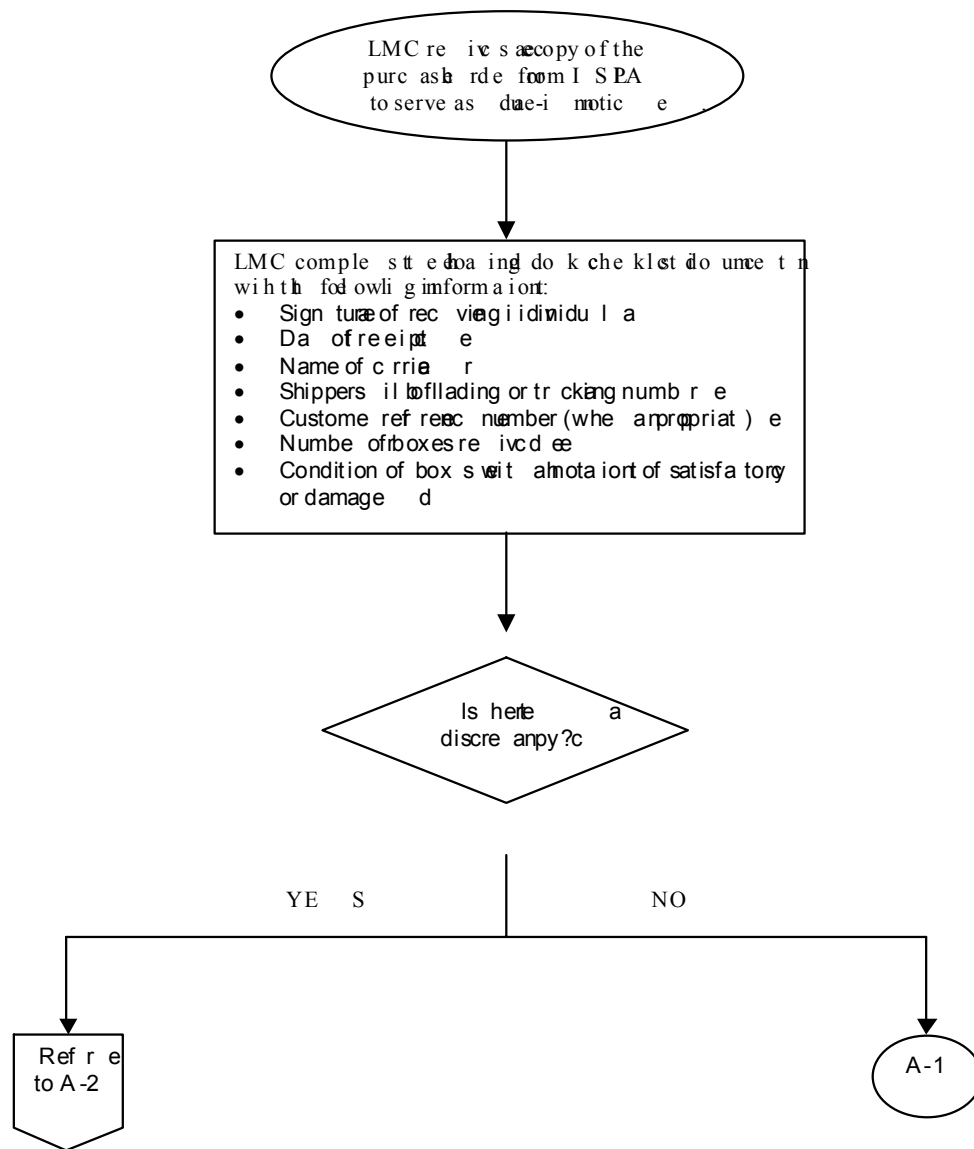 LMC receives a copy of the
purchase order from I SPLA
to serve as a due-in notice.
LMC completes the loading dock checklist document
with the following information:
• Signature of receiving individual
• Date of receipt
• Name of carrier
• Shippers bill of lading or tracking number
• Customer reference number (when appropriate)
• Number of boxes received
• Condition of boxes with annotation of satisfactory
or damaged
Is there a
discrepancy?
YES
NO
Refer
to A-2
A-1